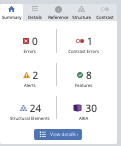 Summary Details Reference Structure Contrast
0 1
Errors Contrast Errors
2 8
Alerts Features
24 30
Structural Elements ARIA
View details ›